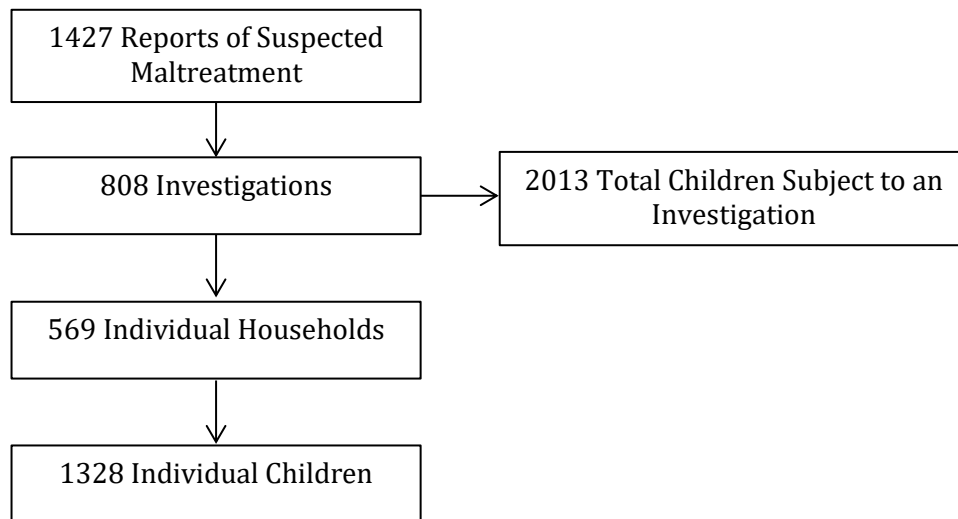 1427 Reports of Suspected
Maltreatment
808 Investigations
2013 Total Children Subject to an
Investigation
569 Individual Households
1328 Individual Children